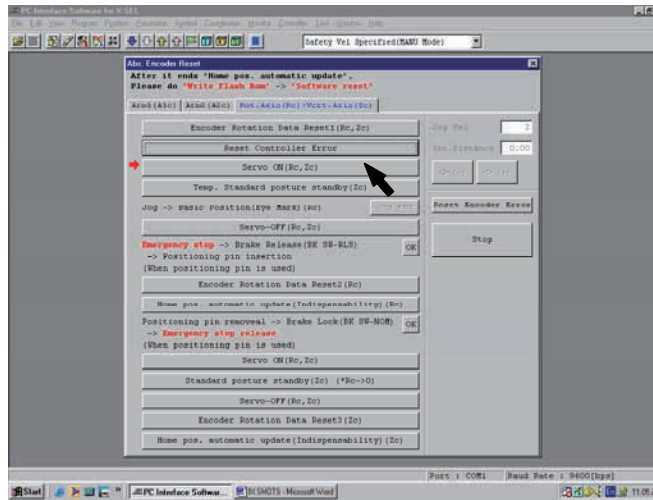 PC Interface Software for X-SEL
Safety Vel Specified(MANU Mode)
Abs. Encoder Reset
After it ends "Home pos. automatic update",
Please do "Write Flash Rom" -> "Software reset"
Arm1(A1c) Arm2(A2c) Rot.-Axis(Rc)+Vert.-Axis(Zc)
Encoder Rotation Data Reset1(Rc,Zc)
Reset Controller Error
Servo ON(Rc,Zc)
Temp. Standard posture standby(Zc)
Jog -> Basic Position(Eye Mark)(Rc) Jog end
Servo-OFF(Rc,Zc)
Emergency stop -> Brake Release(BK SW-RLS)
-> Positioning pin insertion
(When positioning pin is used)
OK
Encoder Rotation Data Reset2(Rc)
Home pos. automatic update(Indispensability)(Rc)
Positioning pin removeal -> Brake Lock(BK SW-NOM)
-> Emergency stop release
(When positioning pin is used)
OK
Servo ON(Rc,Zc)
Standard posture standby(Zc) (*Rc->0)
Servo-OFF(Rc,Zc)
Encoder Rotation Data Reset3(Zc)
Home pos. automatic update(Indispensability)(Zc)
Jog Vel 2
Inc.Distance 0.00
Reset Encoder Error
Stop
Port : COM1 Baud Rate : 9600[bps]
Start
PC Interface Softwar...
Microsoft Word
11:05